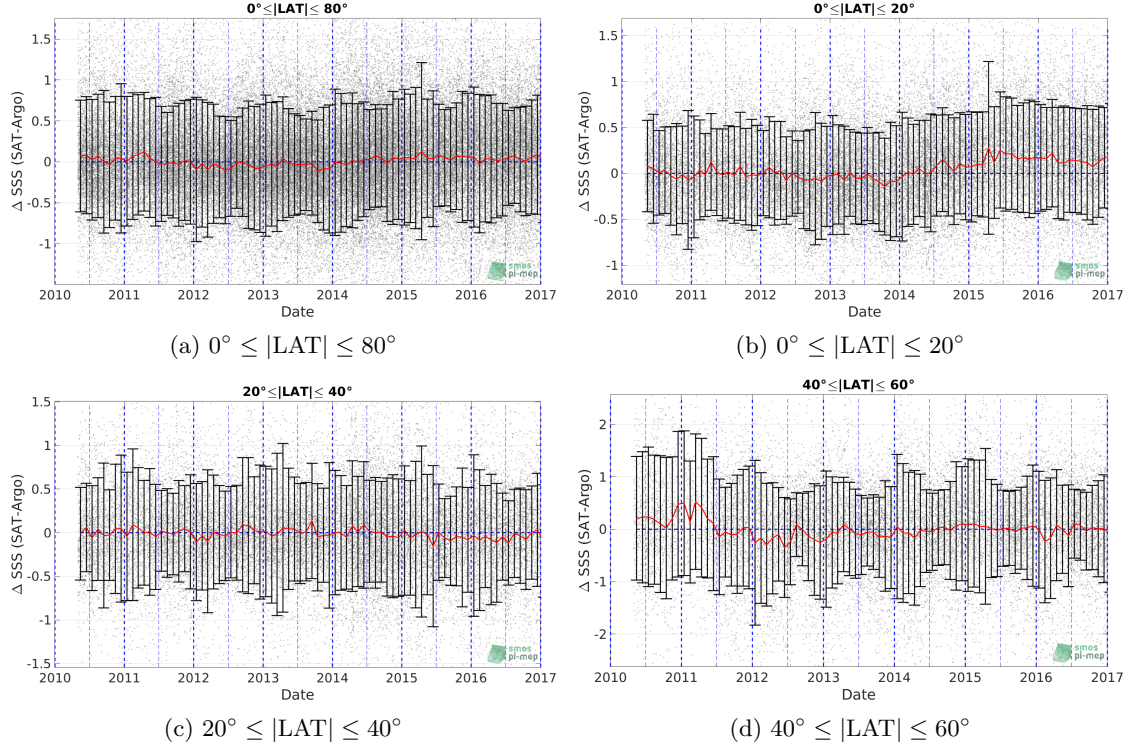 0°≤|LAT|≤ 80°
1.5
1
0.5
0
-0.5
-1
Δ SSS (SAT-Argo)
2010 2011 2012 2013 2014 2015 2016 2017
Date
smos
pi-mep
(a) 0° ≤ |LAT| ≤ 80°
0°≤|LAT|≤ 20°
1.5
1
0.5
0
-0.5
-1
Δ SSS (SAT-Argo)
2010 2011 2012 2013 2014 2015 2016 2017
Date
smos
pi-mep
(b) 0° ≤ |LAT| ≤ 20°
20°≤|LAT|≤ 40°
1.5
1
0.5
0
-0.5
-1
-1.5
Δ SSS (SAT-Argo)
2010 2011 2012 2013 2014 2015 2016 2017
Date
smos
pi-mep
(c) 20° ≤ |LAT| ≤ 40°
40°≤|LAT|≤ 60°
2
1
0
-1
-2
Δ SSS (SAT-Argo)
2010 2011 2012 2013 2014 2015 2016 2017
Date
smos
pi-mep
(d) 40° ≤ |LAT| ≤ 60°